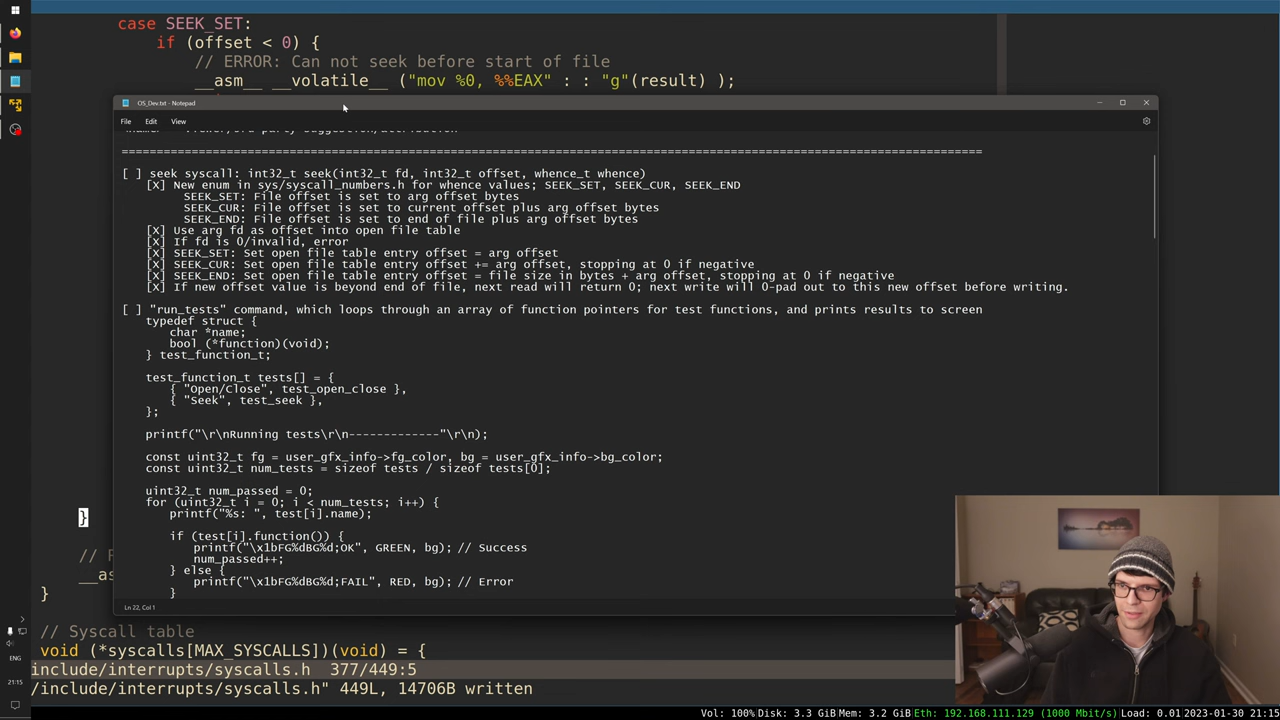 case SEEK_SET:
if (offset < 0) {
// ERROR: Can not seek before start of file
__asm__ __volatile__ ("mov %0, %%EAX" : : "g"(result) );
OS_Dev.txt - Notepad
File Edit View
================================================================================
[ ] seek syscall: int32_t seek(int32_t fd, int32_t offset, whence_t whence)
[X] New enum in sys/syscall_numbers.h for whence values; SEEK_SET, SEEK_CUR, SEEK_END
SEEK_SET: File offset is set to arg offset bytes
SEEK_CUR: File offset is set to current offset plus arg offset bytes
SEEK_END: File offset is set to end of file plus arg offset bytes
[X] Use arg fd as offset into open file table
[X] If fd is 0/invalid, error
[X] SEEK_SET: Set open file table entry offset = arg offset
[X] SEEK_CUR: Set open file table entry offset += arg offset, stopping at 0 if negative
[X] SEEK_END: Set open file table entry offset = file size in bytes + arg offset, stopping at 0 if negative
[X] If new offset value is beyond end of file, next read will return 0; next write will 0-pad out to this new offset before writing.
[ ] "run_tests" command, which loops through an array of function pointers for test functions, and prints results to screen
typedef struct {
char *name;
bool (*function)(void);
} test_function_t;
test_function_t tests[] = {
{ "Open/Close", test_open_close },
{ "Seek", test_seek },
};
printf("\r\nRunning tests\r\n-------------"\r\n);
const uint32_t fg = user_gfx_info->fg_color, bg = user_gfx_info->bg_color;
const uint32_t num_tests = sizeof tests / sizeof tests[0];
uint32_t num_passed = 0;
for (uint32_t i = 0; i < num_tests; i++) {
printf("%s: ", test[i].name);
if (test[i].function()) {
printf("\x1bFG%dBG%d;OK", GREEN, bg); // Success
num_passed++;
} else {
printf("\x1bFG%dBG%d;FAIL", RED, bg); // Error
}
Ln 22, Col 1
}
//
}
// Syscall table
void (*syscalls[MAX_SYSCALLS])(void) = {
include/interrupts/syscalls.h 377/449:5
/include/interrupts/syscalls.h" 449L, 14706B written
ENG
21:15
Vol: 100% Disk: 3.3 GiB Mem: 3.2 GiB Eth: 192.168.111.129 (1000 Mbit/s) Load: 0.01 2023-01-30 21:15